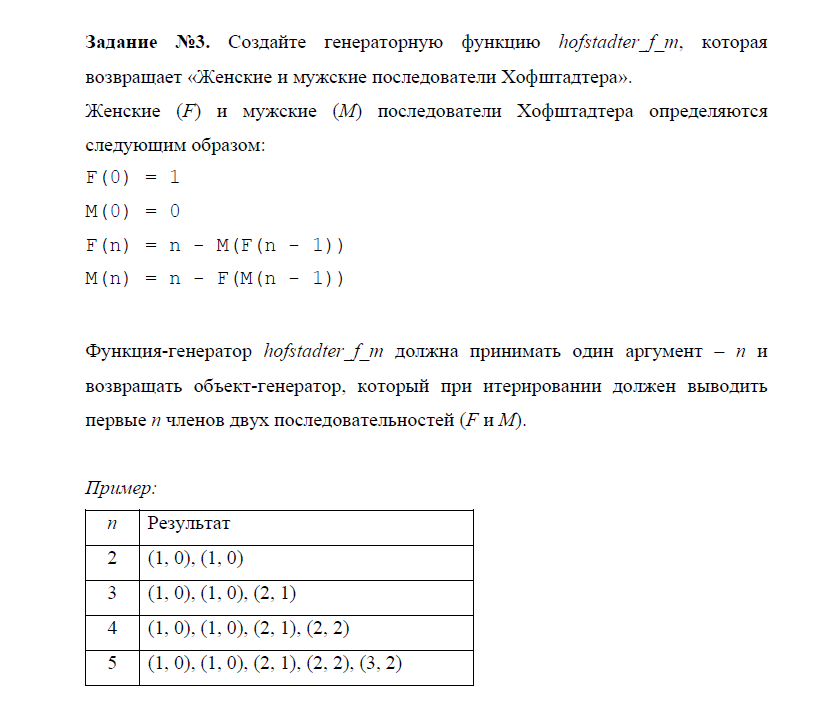 Задание №3. Создайте генераторную функцию hofstadter_f_m, которая
возвращает «Женские и мужские последователи Хофштадтера».
Женские (F) и мужские (M) последователи Хофштадтера определяются
следующим образом:
F(0) = 1
M(0) = 0
F(n) = n - M(F(n - 1))
M(n) = n - F(M(n - 1))
Функция-генератор hofstadter_f_m должна принимать один аргумент – n и
возвращать объект-генератор, который при итерировании должен выводить
первые n членов двух последовательностей (F и M).
Пример:
n Результат
2 (1, 0), (1, 0)
3 (1, 0), (1, 0), (2, 1)
4 (1, 0), (1, 0), (2, 1), (2, 2)
5 (1, 0), (1, 0), (2, 1), (2, 2), (3, 2)